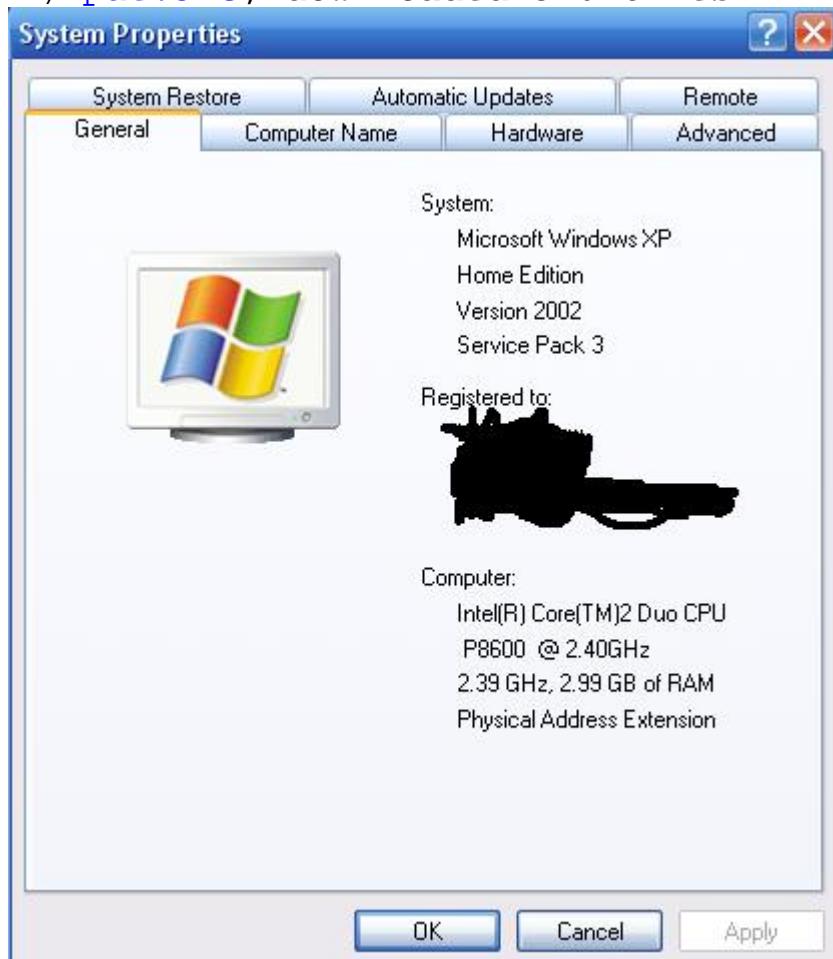 System Properties
System Restore
Automatic Updates
Remote
General
Computer Name
Hardware
Advanced
System:
Microsoft Windows XP
Home Edition
Version 2002
Service Pack 3
Registered to:
Computer:
Intel(R) Core(TM)2 Duo CPU
P8600 @ 2.40GHz
2.39 GHz, 2.99 GB of RAM
Physical Address Extension
OK
Cancel
Apply